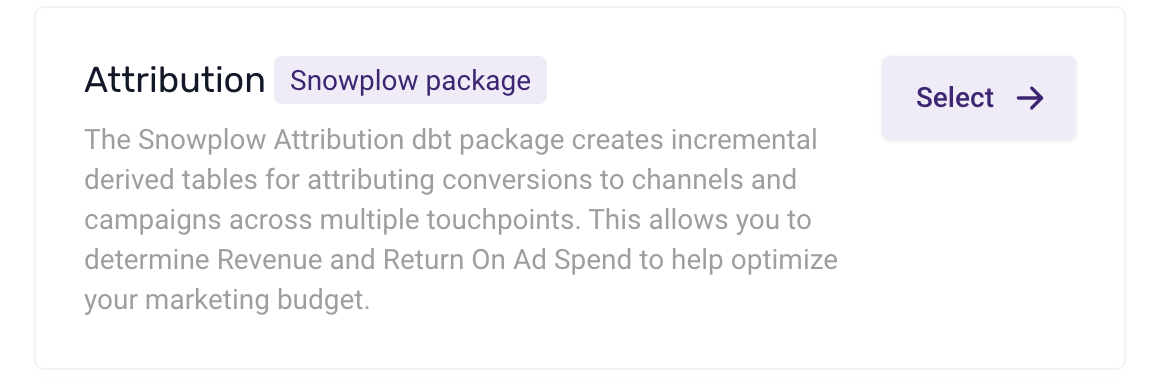 Attribution Snowplow package
Select →
The Snowplow Attribution dbt package creates incremental
derived tables for attributing conversions to channels and
campaigns across multiple touchpoints. This allows you to
determine Revenue and Return On Ad Spend to help optimize
your marketing budget.